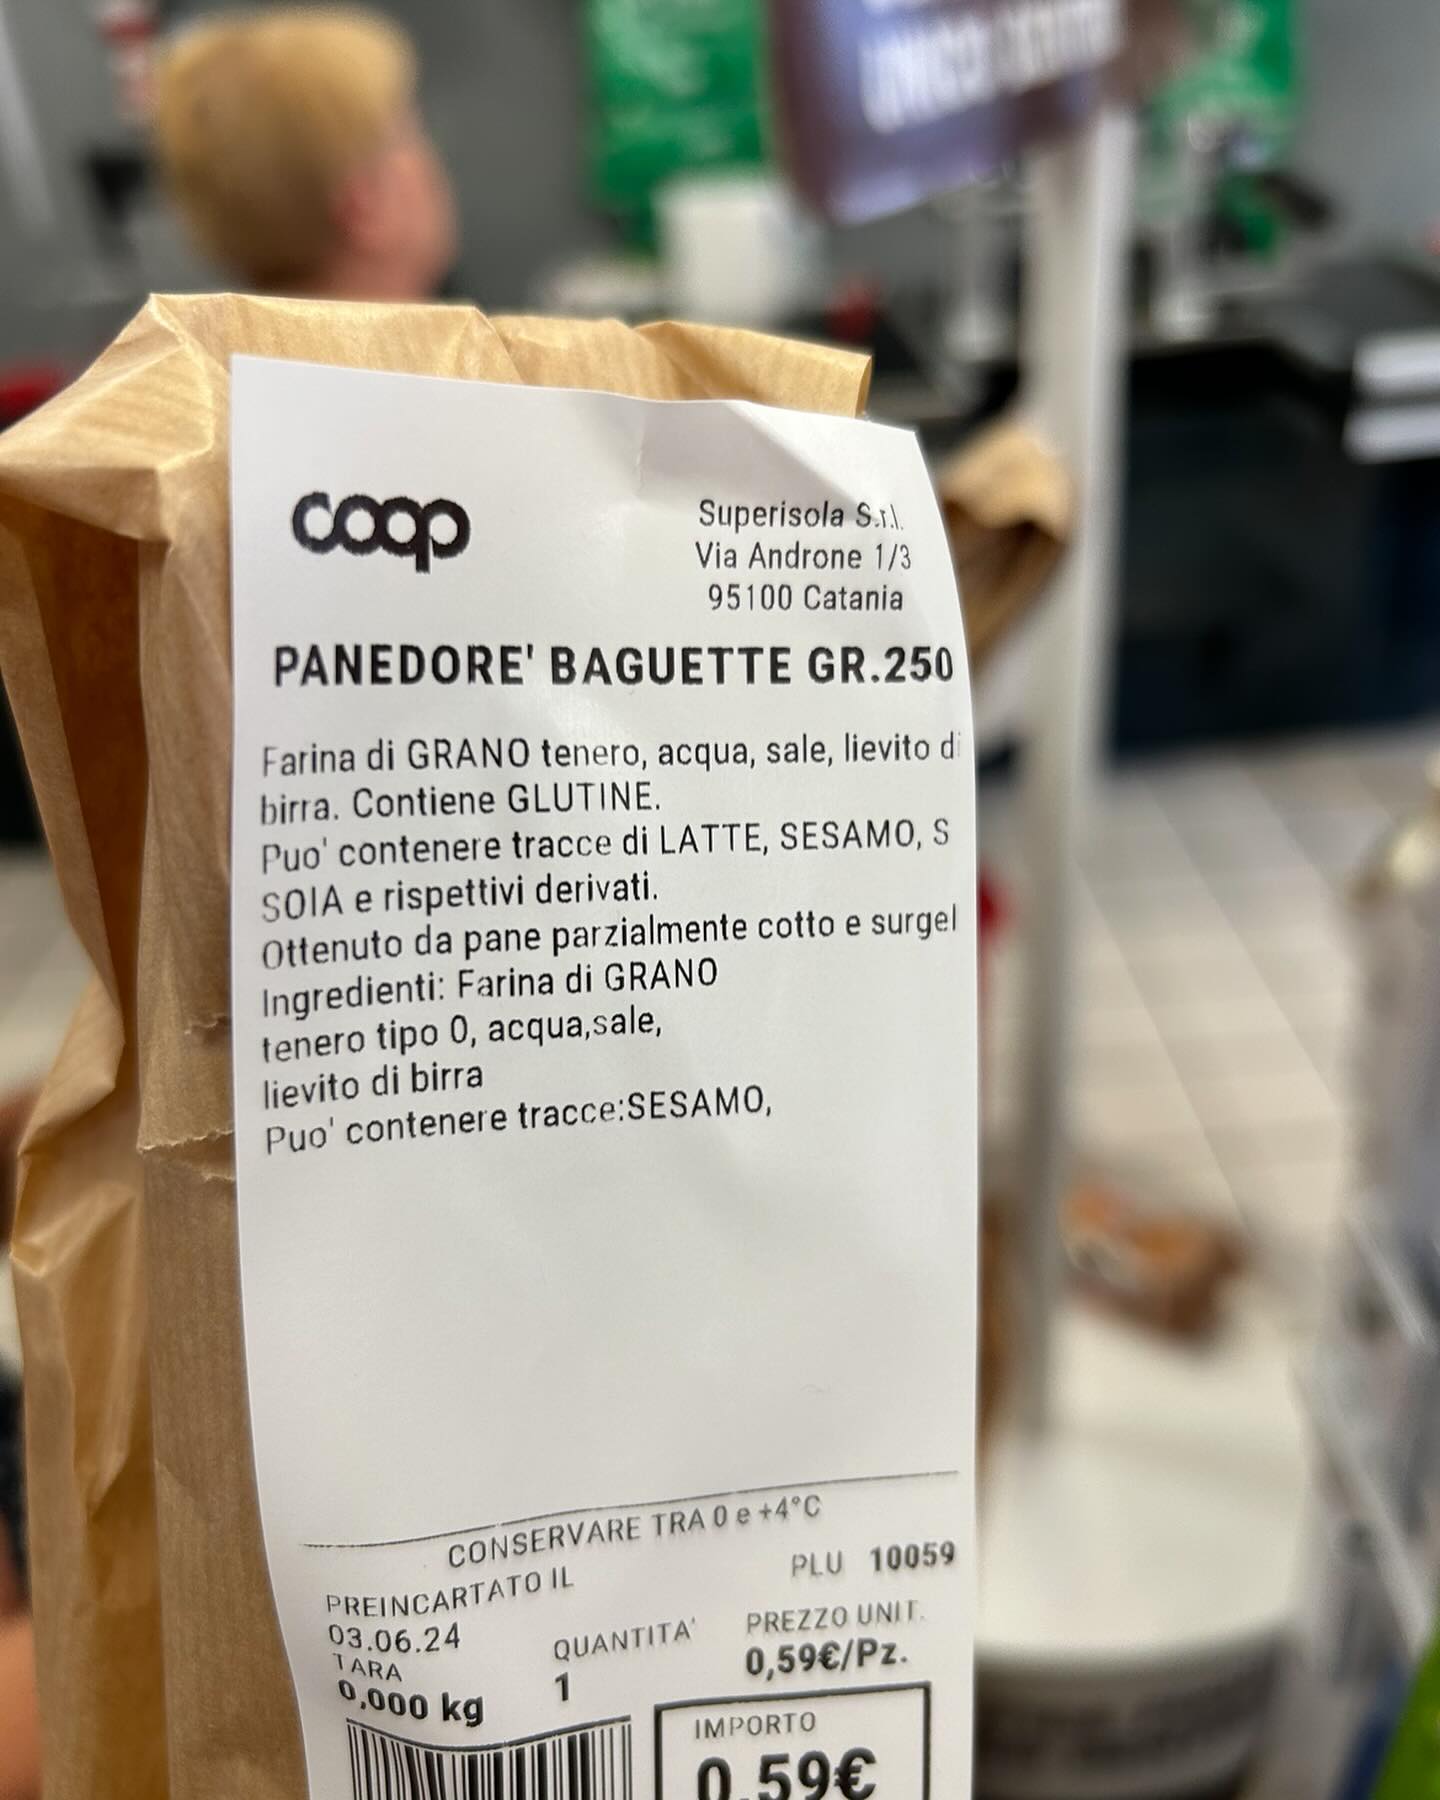 coop
Superisola S.r.l.
Via Androne 1/3
95100 Catania
PANEDORE' BAGUETTE GR.250
Farina di GRANO tenero, acqua, sale, lievito di
birra. Contiene GLUTINE.
Puo' contenere tracce di LATTE, SESAMO, S
SOIA e rispettivi derivati.
Ottenuto da pane parzialmente cotto e surgel
Ingredienti: Farina di GRANO
tenero tipo 0, acqua,sale,
lievito di birra
Puo' contenere tracce:SESAMO,
CONSERVARE TRA 0 e +4°C
PREINCARTATO IL
03.06.24
PLU 10059
TARA
0,000 kg
QUANTITA'
1
PREZZO UNIT.
0,59€/Pz.
IMPORTO
0,59€